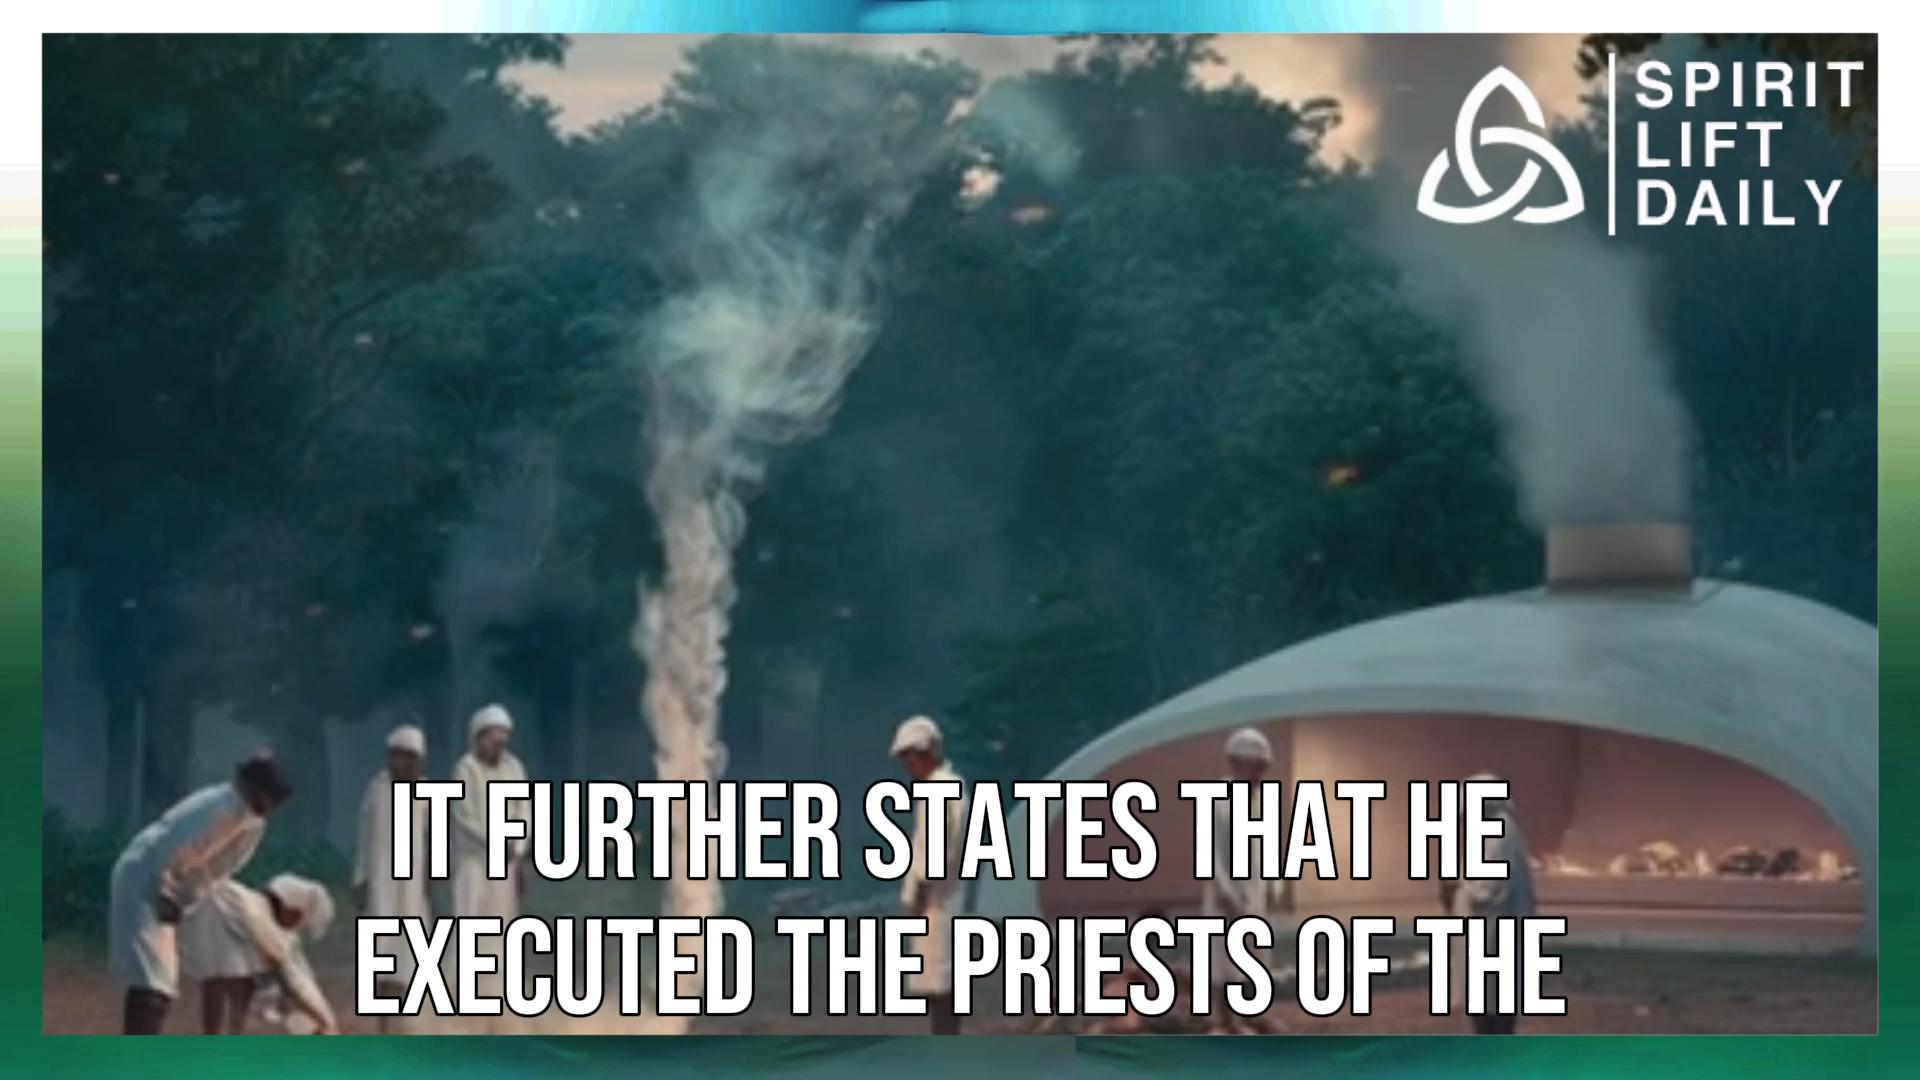 SPIRIT
LIFT
DAILY
IT FURTHER STATES THAT HE
EXECUTED THE PRIESTS OF THE